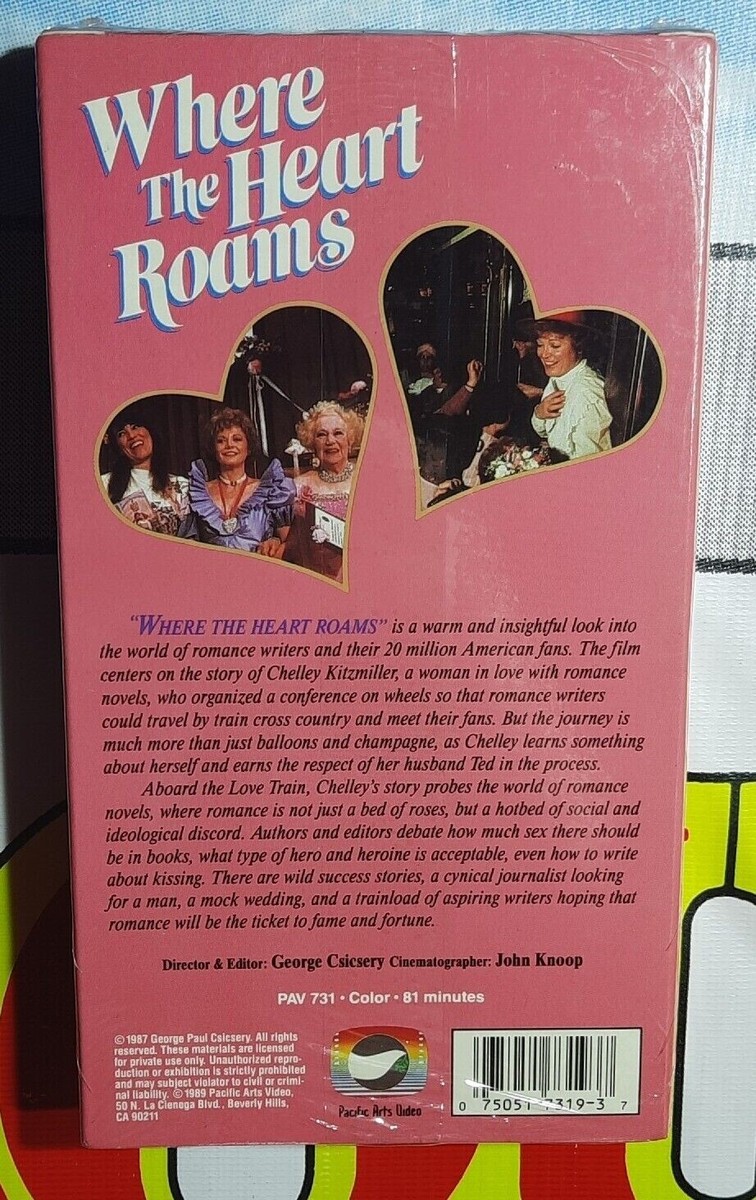 Where
The Heart
Roams
"WHERE THE HEART ROAMS" is a warm and insightful look into
the world of romance writers and their 20 million American fans. The film
centers on the story of Chelley Kitzmiller, a woman in love with romance
novels, who organized a conference on wheels so that romance writers
could travel by train cross country and meet their fans. But the journey is
much more than just balloons and champagne, as Chelley learns something
about herself and earns the respect of her husband Ted in the process.
Aboard the Love Train, Chelley's story probes the world of romance
novels, where romance is not just a bed of roses, but a hotbed of social and
ideological discord. Authors and editors debate how much sex there should
be in books, what type of hero and heroine is acceptable, even how to write
about kissing. There are wild success stories, a cynical journalist looking
for a man, a mock wedding, and a trainload of aspiring writers hoping that
romance will be the ticket to fame and fortune.
Director & Editor: George Csicsery Cinematographer: John Knoop
PAV 731 • Color • 81 minutes
© 1987 George Paul Csicsery. All rights
reserved. These materials are licensed
for private use only. Unauthorized repro-
duction or exhibition is strictly prohibited
and may subject violator to civil or crimi-
nal liability. © 1989 Pacific Arts Video,
50 N. La Cienega Blvd., Beverly Hills,
CA 90211
Pacific Arts Video
0 75051-7319-3 7